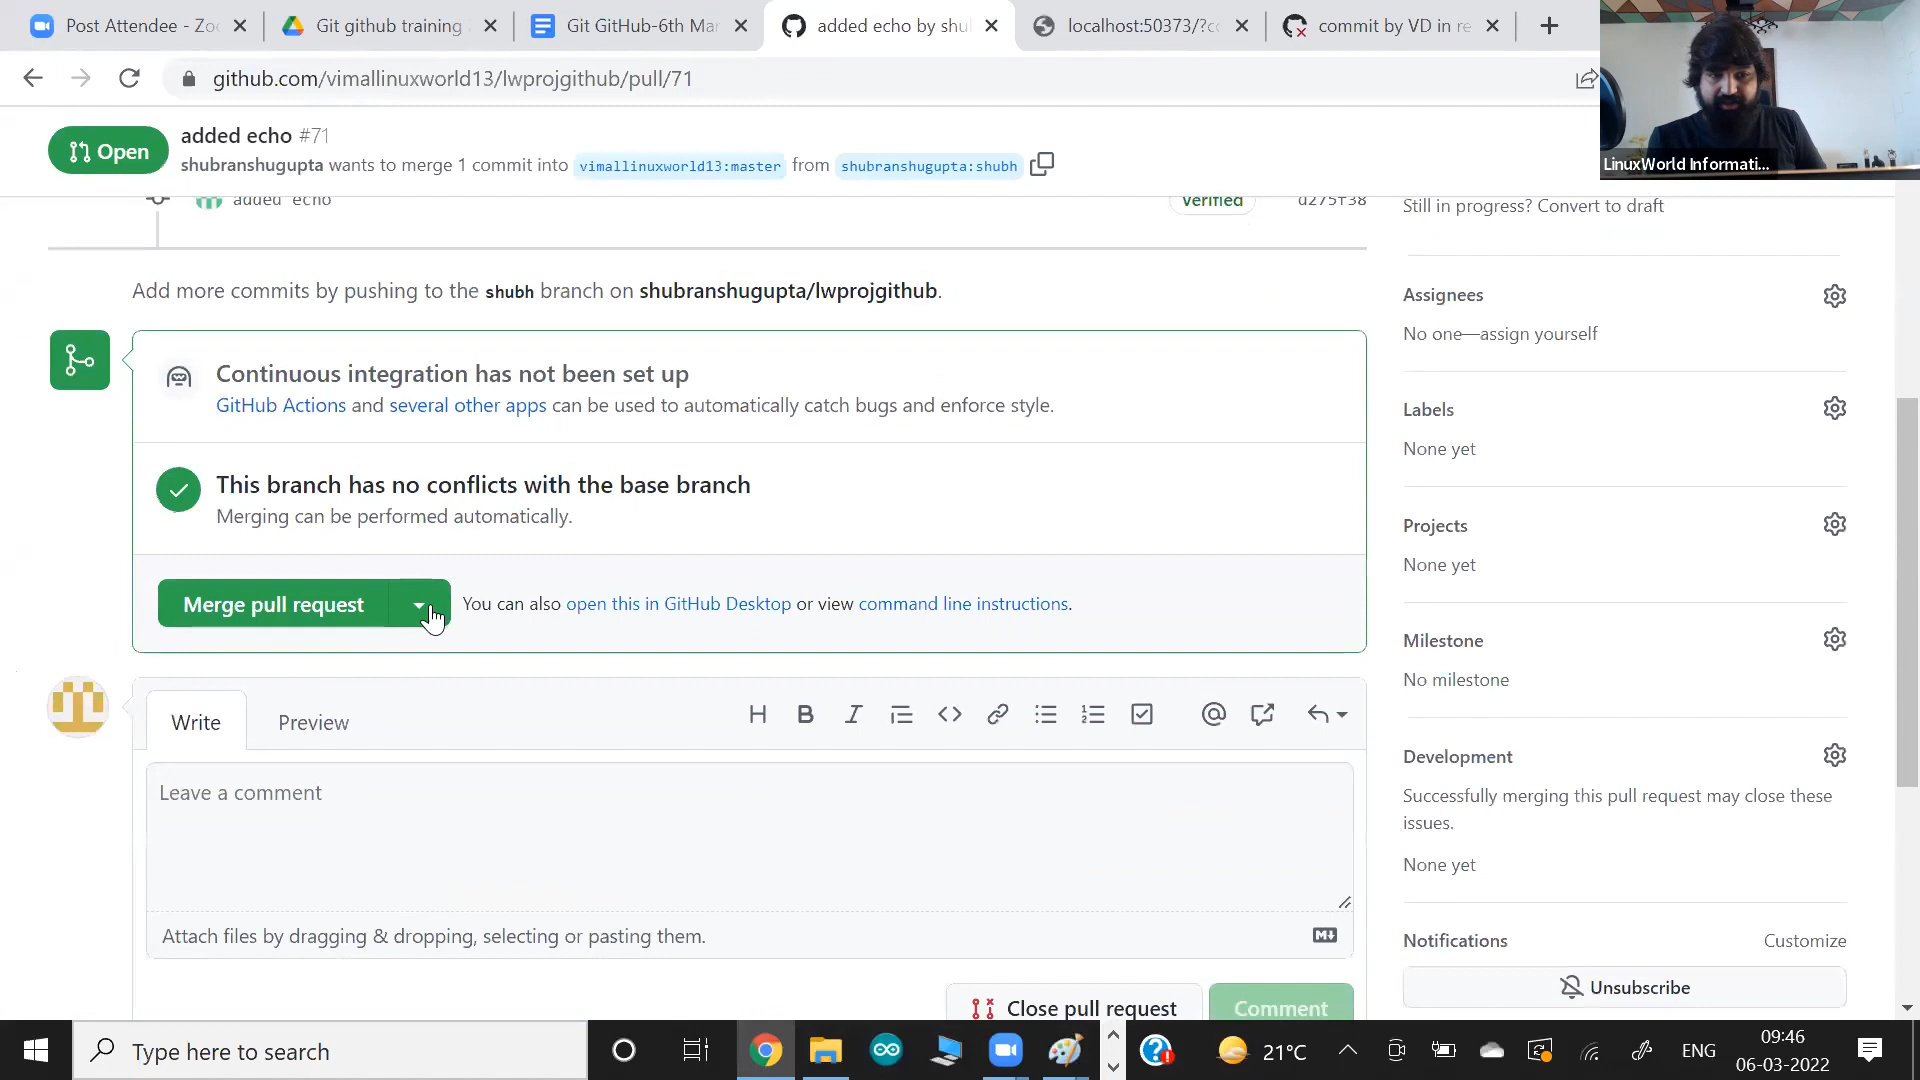 Post Attendee - Zoo
Git github training
Git GitHub-6th Mar
added echo by shu
localhost:50373/?co
commit by VD in re
github.com/vimallinuxworld13/lwprojgithub/pull/71
LinuxWorld Informati...
Open
added echo #71
shubranshugupta wants to merge 1 commit into vimallinuxworld13:master from shubranshugupta:shubh
added echo
Verified
d275f38
Still in progress? Convert to draft
Add more commits by pushing to the shubh branch on shubranshugupta/lwprojgithub.
Continuous integration has not been set up
GitHub Actions and several other apps can be used to automatically catch bugs and enforce style.
This branch has no conflicts with the base branch
Merging can be performed automatically.
Merge pull request
You can also open this in GitHub Desktop or view command line instructions.
Write
Preview
Leave a comment
Attach files by dragging & dropping, selecting or pasting them.
Close pull request
Comment
Assignees
No one—assign yourself
Labels
None yet
Projects
None yet
Milestone
No milestone
Development
Successfully merging this pull request may close these
issues.
None yet
Notifications
Customize
Unsubscribe
Type here to search
21°C
ENG
09:46
06-03-2022